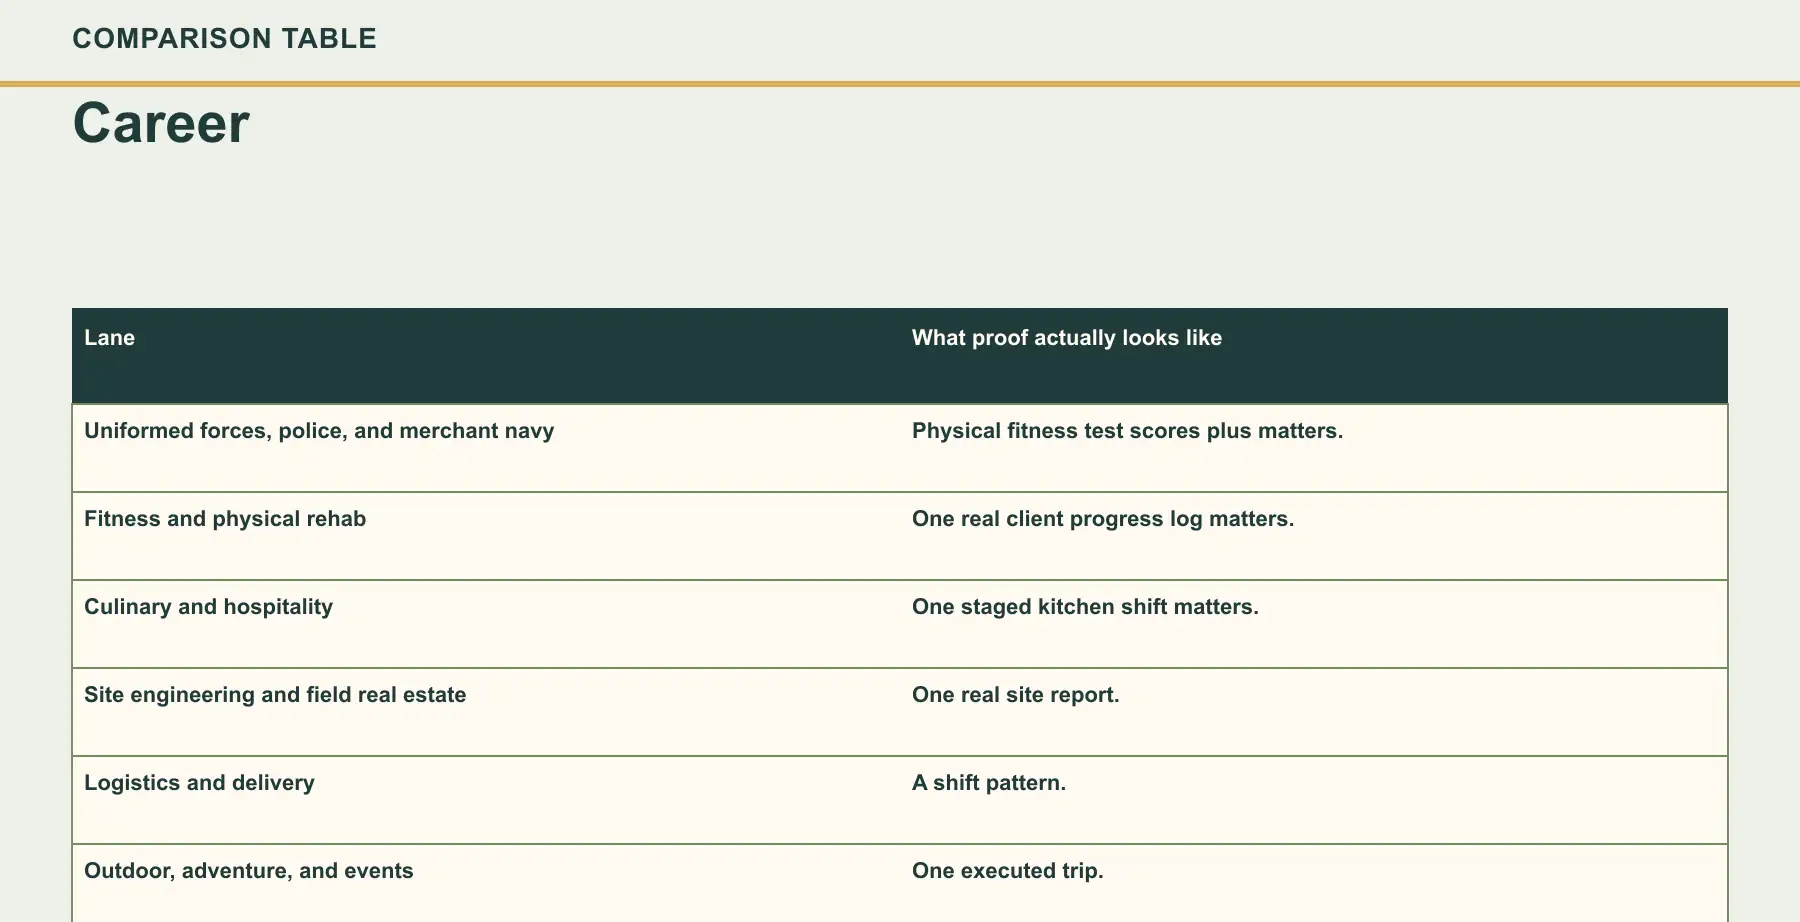 COMPARISON TABLE
Career
Lane
What proof actually looks like
Uniformed forces, police, and merchant navy
Physical fitness test scores plus matters.
Fitness and physical rehab
One real client progress log matters.
Culinary and hospitality
One staged kitchen shift matters.
Site engineering and field real estate
One real site report.
Logistics and delivery
A shift pattern.
Outdoor, adventure, and events
One executed trip.